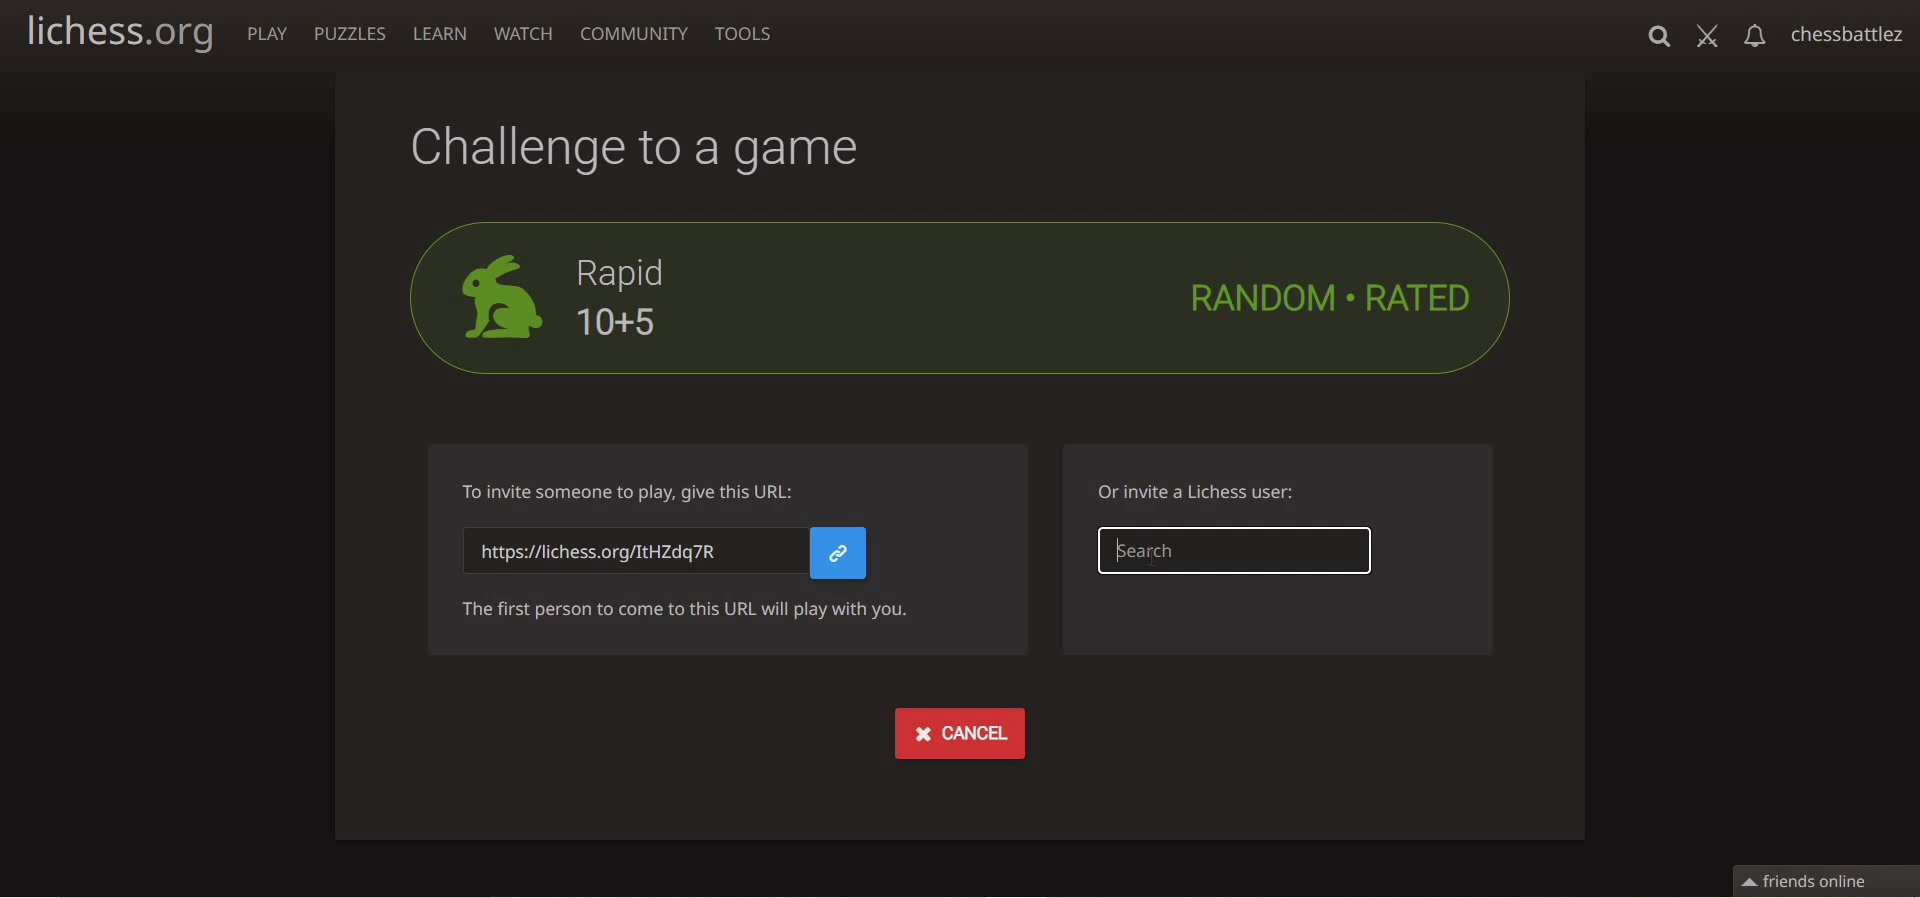 lichess.org PLAY PUZZLES LEARN WATCH COMMUNITY TOOLS chessbattlez
Challenge to a game
Rapid
10+5
RANDOM • RATED
To invite someone to play, give this URL:
https://lichess.org/ItHZdq7R
The first person to come to this URL will play with you.
Or invite a Lichess user:
Search
CANCEL
friends online